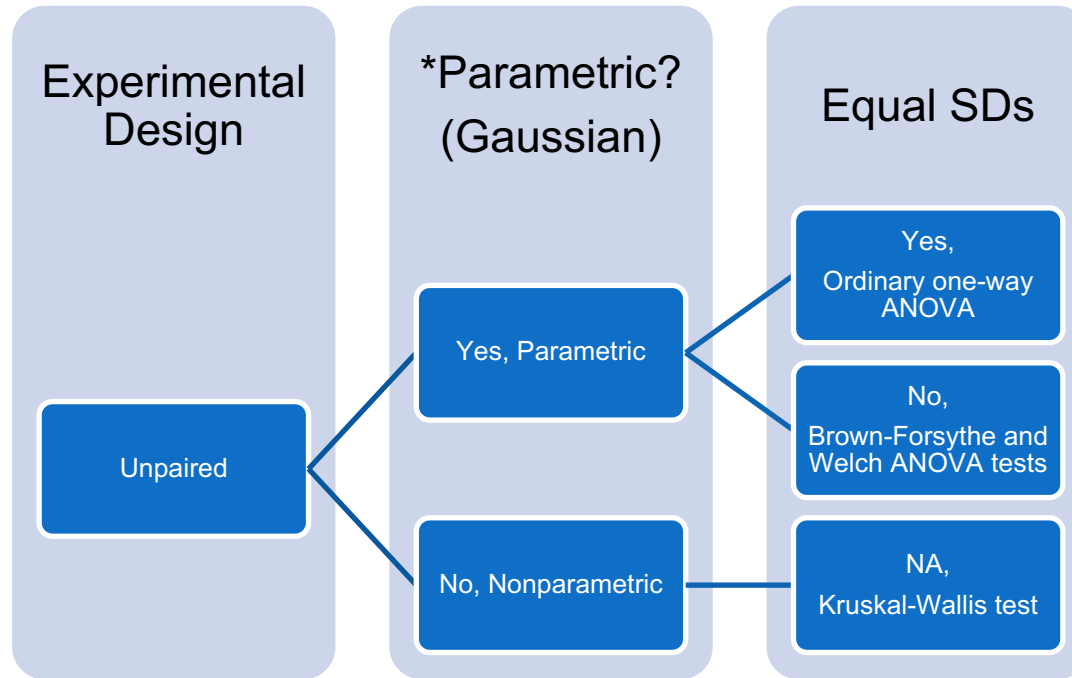 Experimental
Design
*Parametric?
(Gaussian)
Equal SDs
Unpaired
Yes, Parametric
No, Nonparametric
Yes,
Ordinary one-way
ANOVA
No,
Brown-Forsythe and
Welch ANOVA tests
NA,
Kruskal-Wallis test